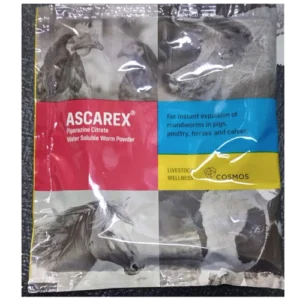 ASCAREX®
Piperazine Citrate
Water Soluble Worm Powder
for instant expulsion of
roundworms in pigs,
poultry, horses and calves
LIVESTOCK
WELLNESS
COSMOS